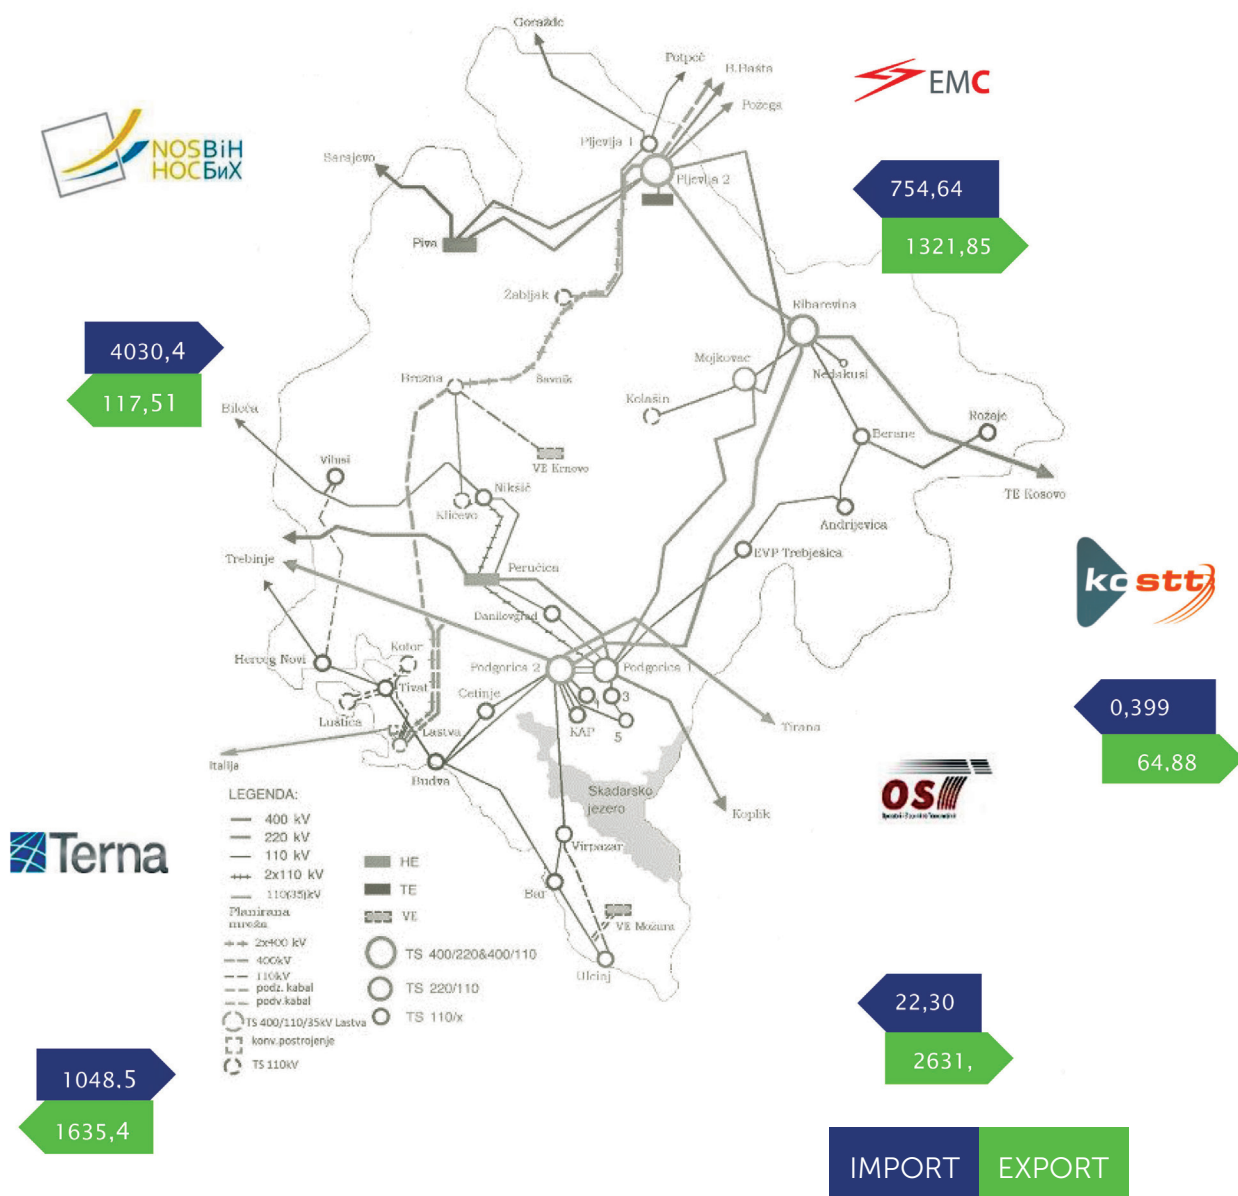 Goražde
Potpeč
B.Bašta
Požega
EMC
NOSBiH
НОСБиХ
Sarajevo
Pljevlja 1
Pljevlja 2
754,64
1321,85
Piva
Žabljak
Ribarevina
4030,4
117,51
Mojkovac
Nedakusi
Brezna
Šavnik
Kolašin
Bileća
Rožaje
Berane
Vilusi
VE Krnovo
Nikšić
Kličevo
TE Kosovo
Andrijevica
Trebinje
EVP Trebješica
Perućica
kostt
Danilovgrad
Kotor
Herceg Novi
Podgorica 2
Podgorica 1
Tivat
Cetinje
3
Luštica
KAP
5
Lastva
Tirana
0,399
64,88
Italija
Budva
OST
LEGENDA:
Skadarsko
jezero
Koplik
400 kV
220 kV
110 kV
2x110 kV
110(35)kV
Terna
Virpazar
HE
TE
VE
Bar
VE Možura
Planirana
mreža
2x400 kV
400kV
110kV
podz. kabal
podv.kabal
TS 400/220&400/110
TS 220/110
TS 110/x
Ulcinj
TS 400/110/35kV Lastva
konv.postrojenje
TS 110kV
22,30
2631,
1048,5
1635,4
IMPORT
EXPORT